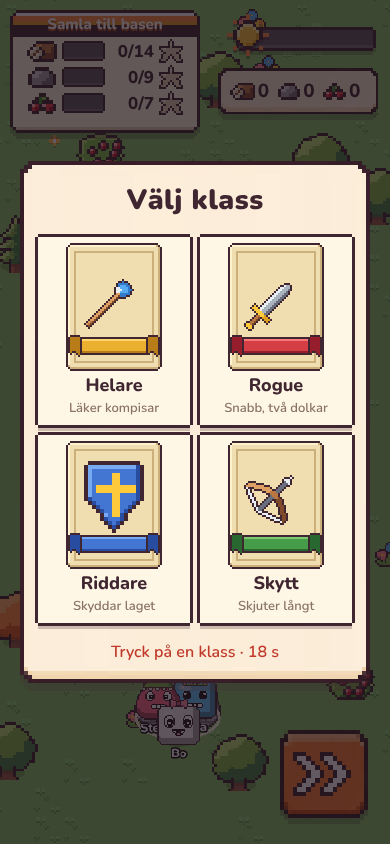 Samla till basen
0/14
0/9
0/7
0 0 0
Välj klass
Helare
Läker kompisar
Rogue
Snabb, två dolkar
Riddare
Skyddar laget
Skytt
Skjuter långt
Tryck på en klass · 18 s
Bo